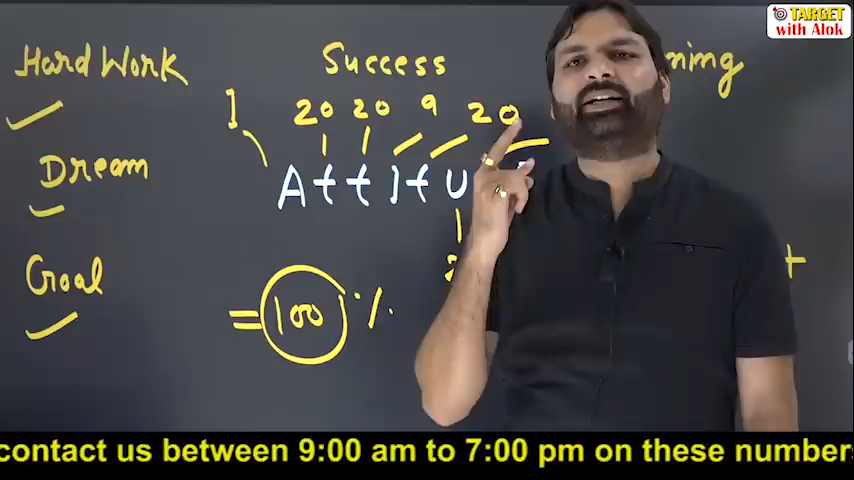 TARGET
with Alok
Hard Work
Success
ning
1 20 20 9 20
Dream
AttItU
Goal
= 100 %
+
contact us between 9:00 am to 7:00 pm on these number